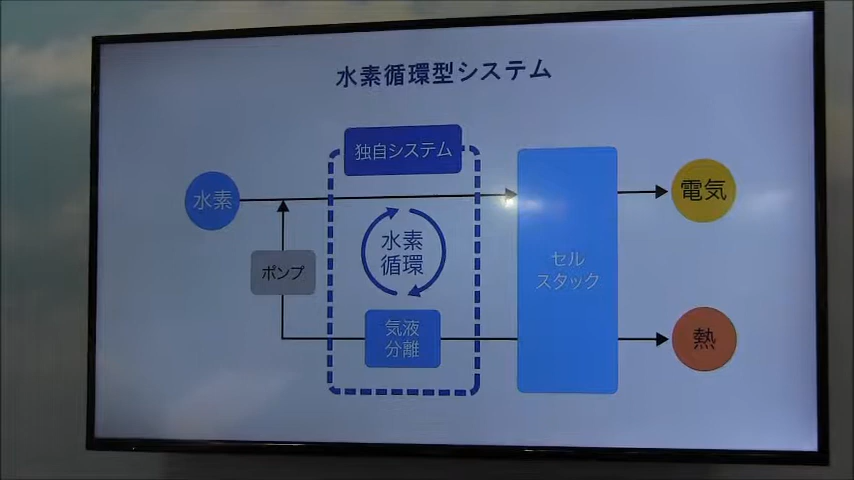 水素循環型システム
独自システム
水素
電気
水素
循環
ポンプ
セル
スタック
気液
分離
熱